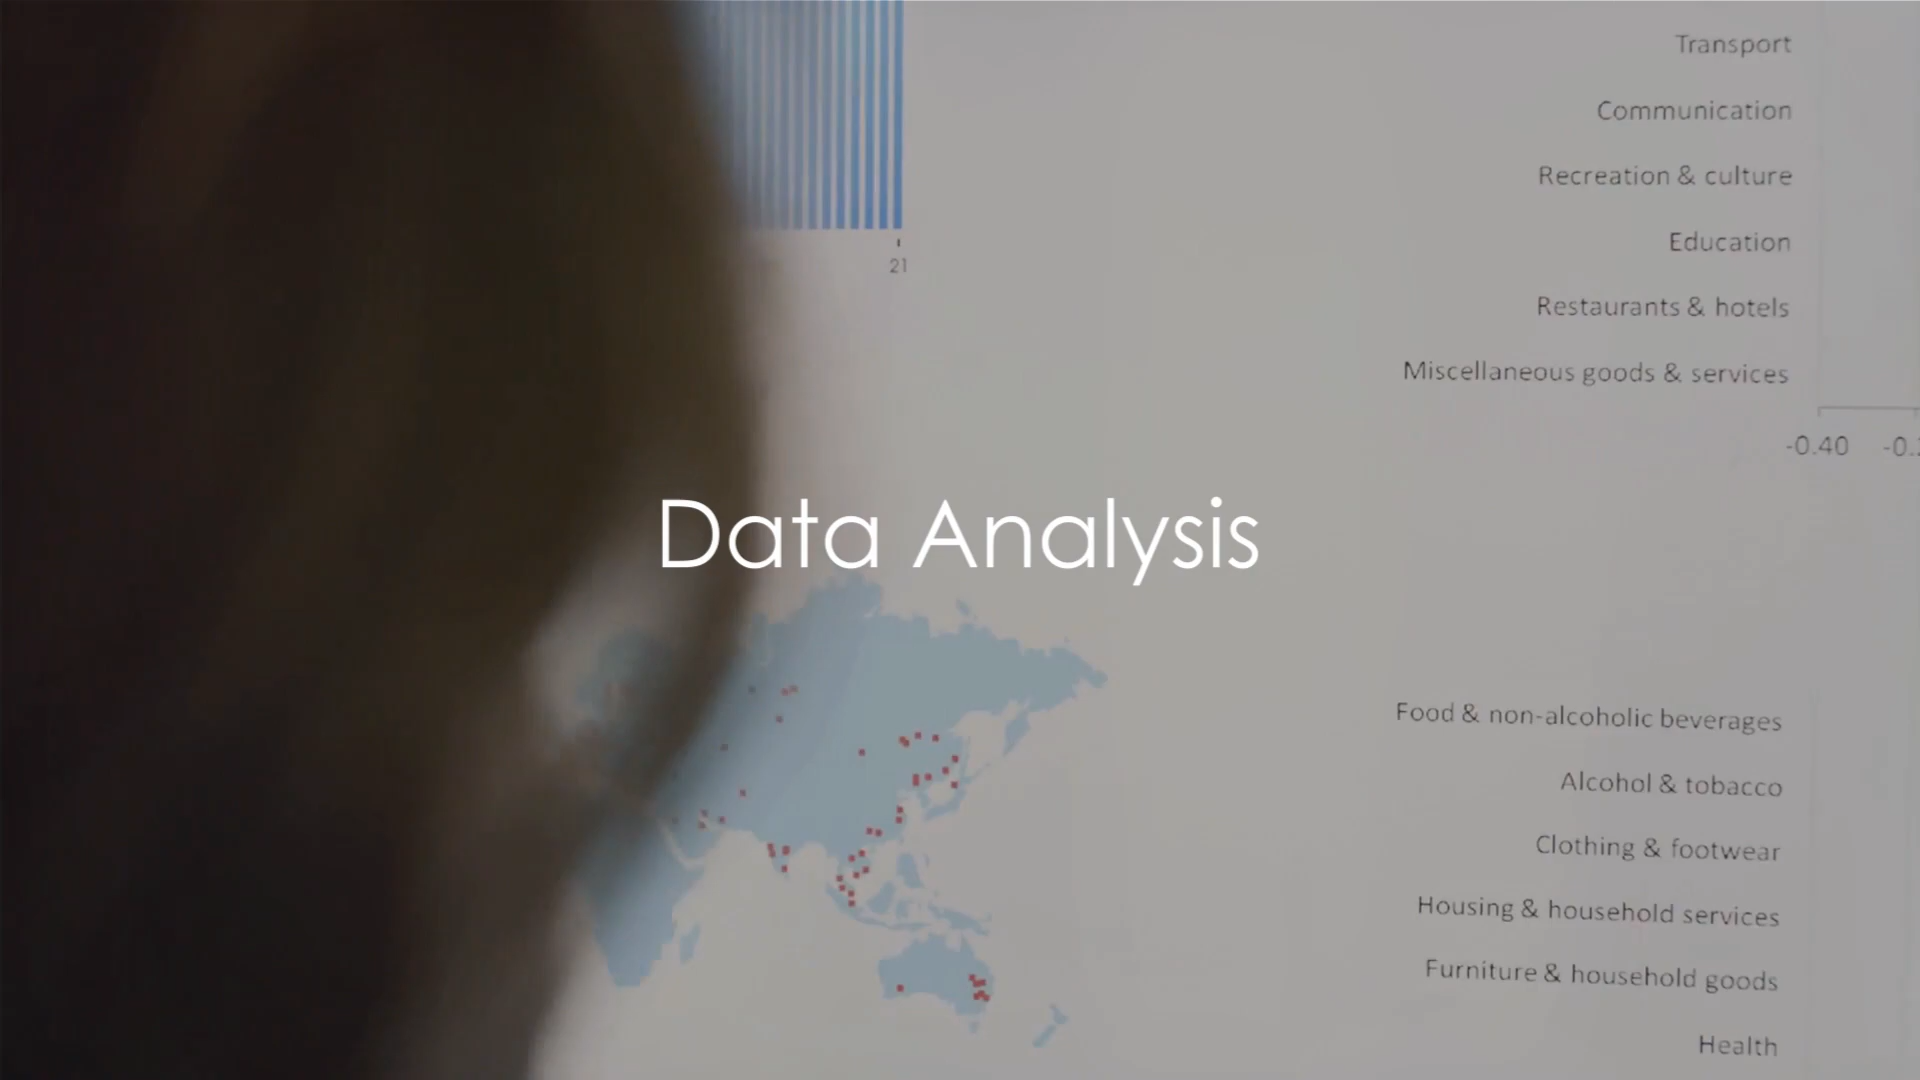 Transport
Communication
Recreation & culture
Education
21
Restaurants & hotels
Miscellaneous goods & services
-0.40
Data Analysis
Food & non-alcoholic beverages
Alcohol & tobacco
Clothing & footwear
Housing & household services
Furniture & household goods
Health